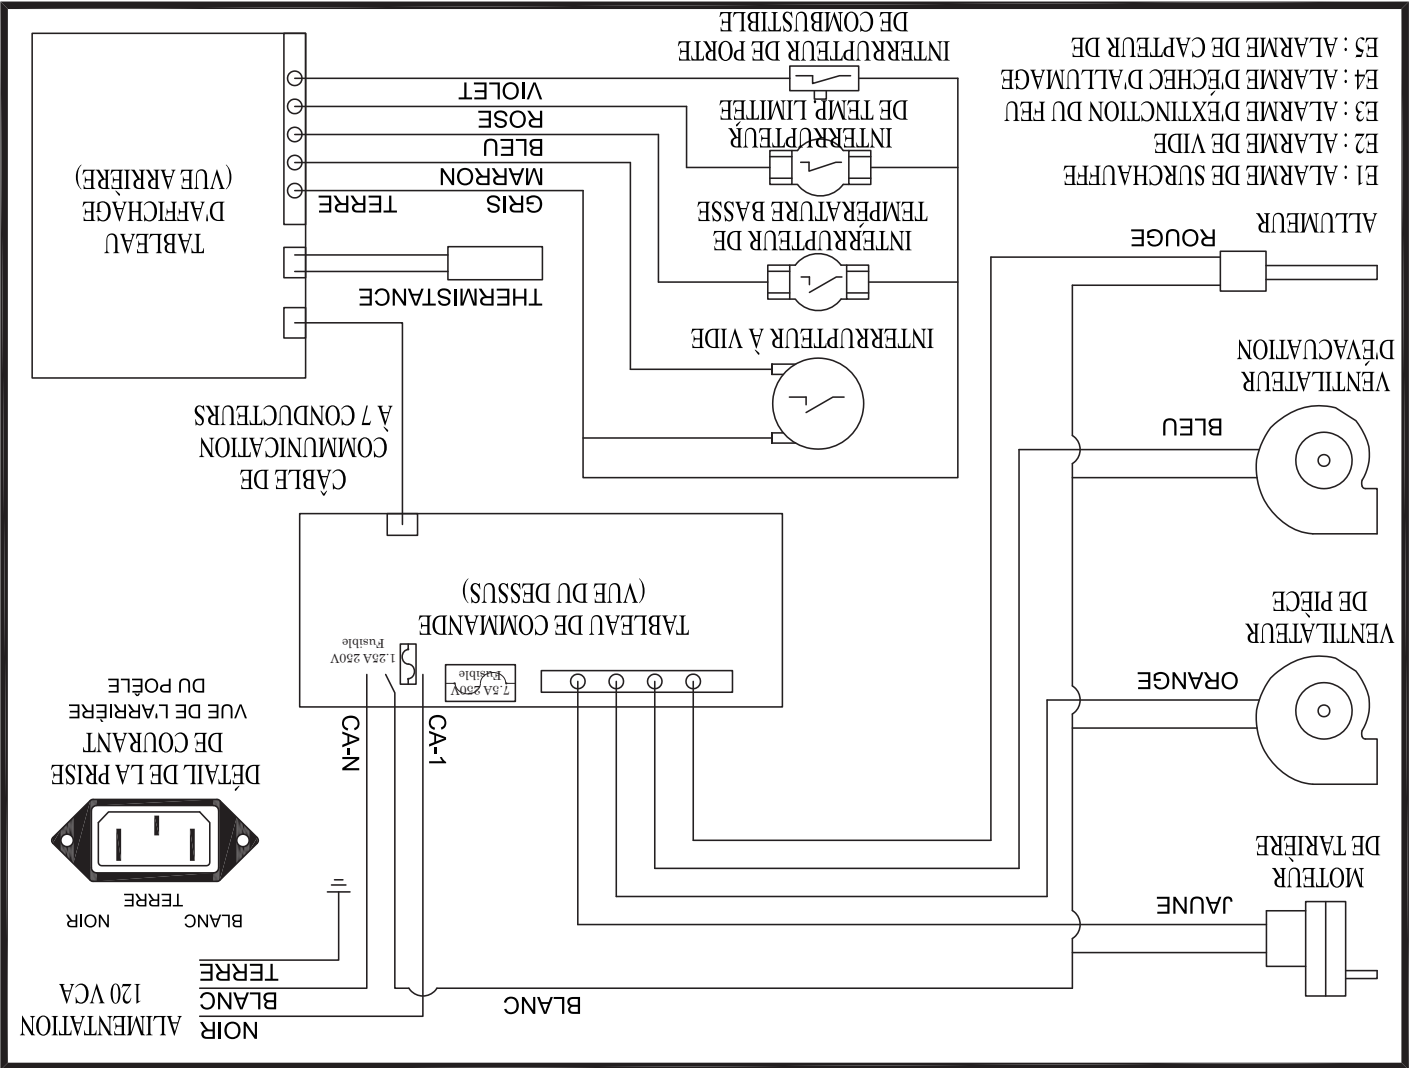 MOTEUR
DE TARIÈRE
JAUNE
VENTILATEUR
DE PIÈCE
ORANGE
VENTILATEUR
D'ÉVACUATION
BLEU
ALLUMEUR
ROUGE
E1 : ALARME DE SURCHAUFFE
E2 : ALARME DE VIDE
E3 : ALARME D'EXTINCTION DU FEU
E4 : ALARME D'ÉCHEC D'ALLUMAGE
E5 : ALARME DE CAPTEUR DE
BLANC
ALIMENTATION
120 VCA
NOIR
BLANC
TERRE
BLANC
TERRE
NOIR
DÉTAIL DE LA PRISE
DE COURANT
VUE DE L'ARRIÈRE
DU POÊLE
CA-1
CA-N
7.5A 250V
Fusible
1.25A 250V
Fusible
TABLEAU DE COMMANDE
(VUE DU DESSUS)
CÂBLE DE
COMMUNICATION
À 7 CONDUCTEURS
INTERRUPTEUR À VIDE
INTERRUPTEUR DE
TEMPÉRATURE BASSE
INTERRUPTEUR
DE TEMP LIMITÉE
INTERRUPTEUR DE PORTE
DE COMBUSTIBLE
THERMISTANCE
GRIS
TERRE
MARRON
BLEU
ROSE
VIOLET
TABLEAU
D'AFFICHAGE
(VUE ARRIÈRE)